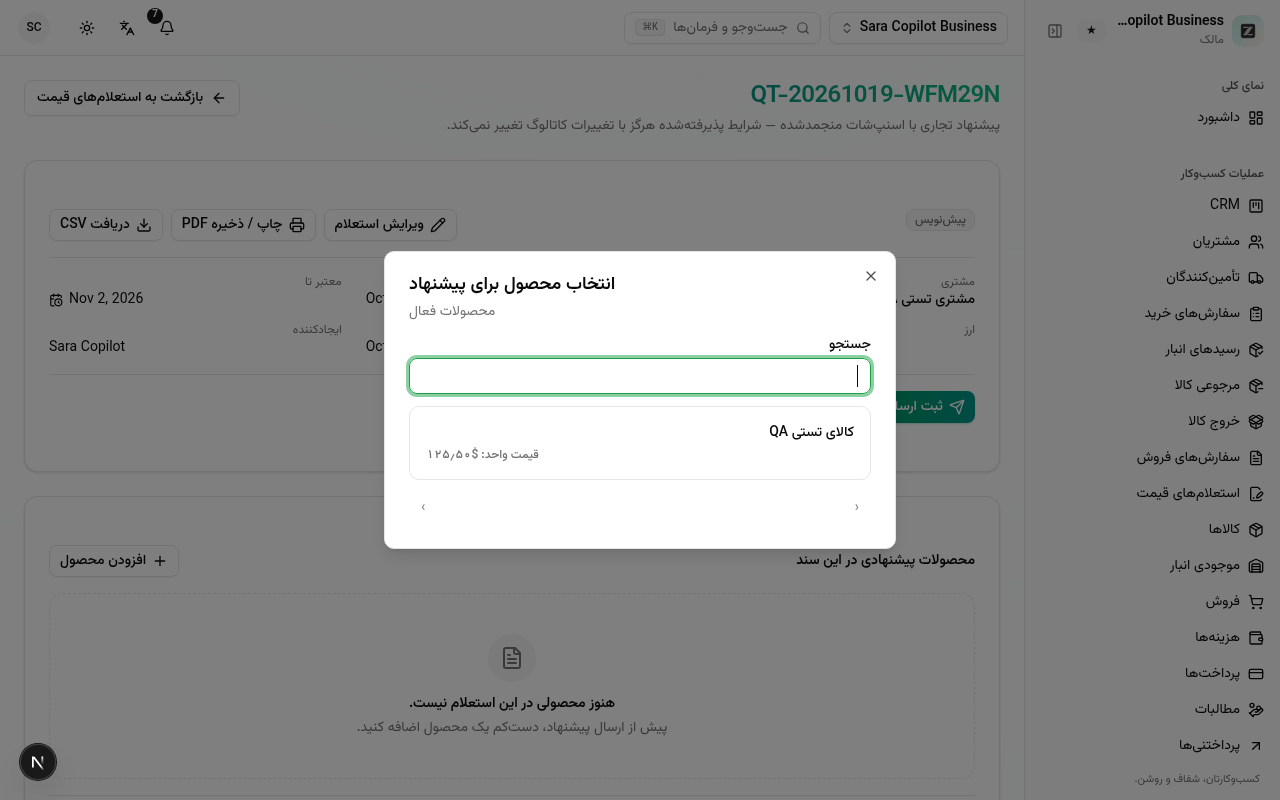 opilot Business...
مالک
نمای کلی
داشبورد
عملیات کسب‌وکار
CRM
مشتریان
تأمین‌کنندگان
سفارش‌های خرید
رسیدهای انبار
مرجوعی کالا
خروج کالا
سفارش‌های فروش
استعلام‌های قیمت
کالاها
موجودی انبار
فروش
هزینه‌ها
پرداخت‌ها
مطالبات
پرداختنی‌ها
کسب‌وکارتان، شفاف و روشن.
Sara Copilot Business
جست‌وجو و فرمان‌ها
⌘K
7
SC
QT-20261019-WFM29N
پیشنهاد تجاری با اسنپ‌شات منجمدشده — شرایط پذیرفته‌شده هرگز با تغییرات کاتالوگ تغییر نمی‌کند.
بازگشت به استعلام‌های قیمت
پیش‌نویس
ویرایش استعلام
چاپ / ذخیره PDF
دریافت CSV
مشتری
مشتری تستی
Oct
معتبر تا
Nov 2, 2026
ارز
Oct
ایجادکننده
Sara Copilot
ثبت ارسا
انتخاب محصول برای پیشنهاد
محصولات فعال
جستجو
کالای تستی QA
قیمت واحد: $۱۲۵٫۵۰
محصولات پیشنهادی در این سند
افزودن محصول
هنوز محصولی در این استعلام نیست.
پیش از ارسال پیشنهاد، دست‌کم یک محصول اضافه کنید.
N